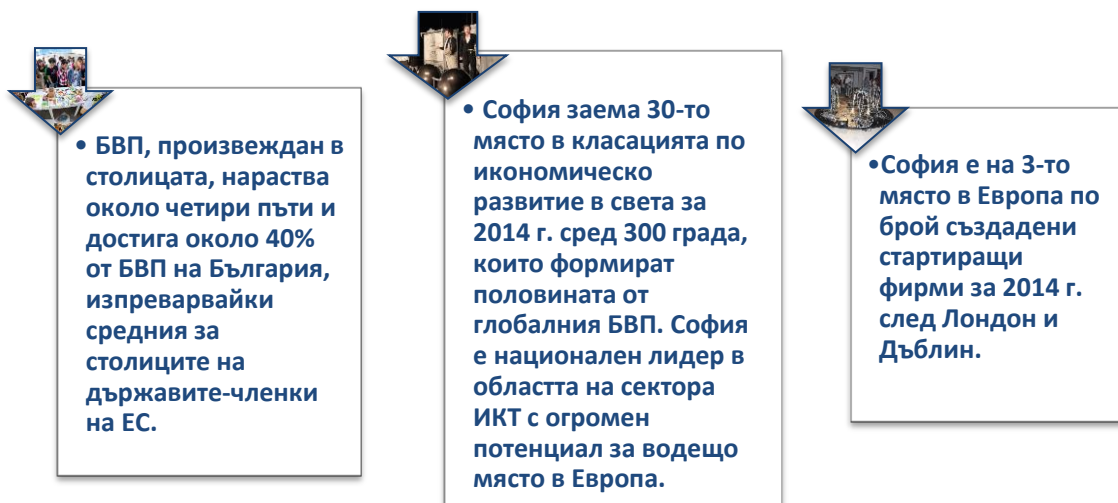 • БВП, произвеждан в
столицата, нараства
около четири пъти и
достига около 40%
от БВП на България,
изпреварвайки
средния за
столиците на
държавите-членки
на ЕС.
• София заема 30-то
място в класацията по
икономическо
развитие в света за
2014 г. сред 300 града,
които формират
половината от
глобалния БВП. София
е национален лидер в
областта на сектора
ИКТ с огромен
потенциал за водещо
място в Европа.
•София е на 3-то
място в Европа по
брой създадени
стартиращи
фирми за 2014 г.
след Лондон и
Дъблин.